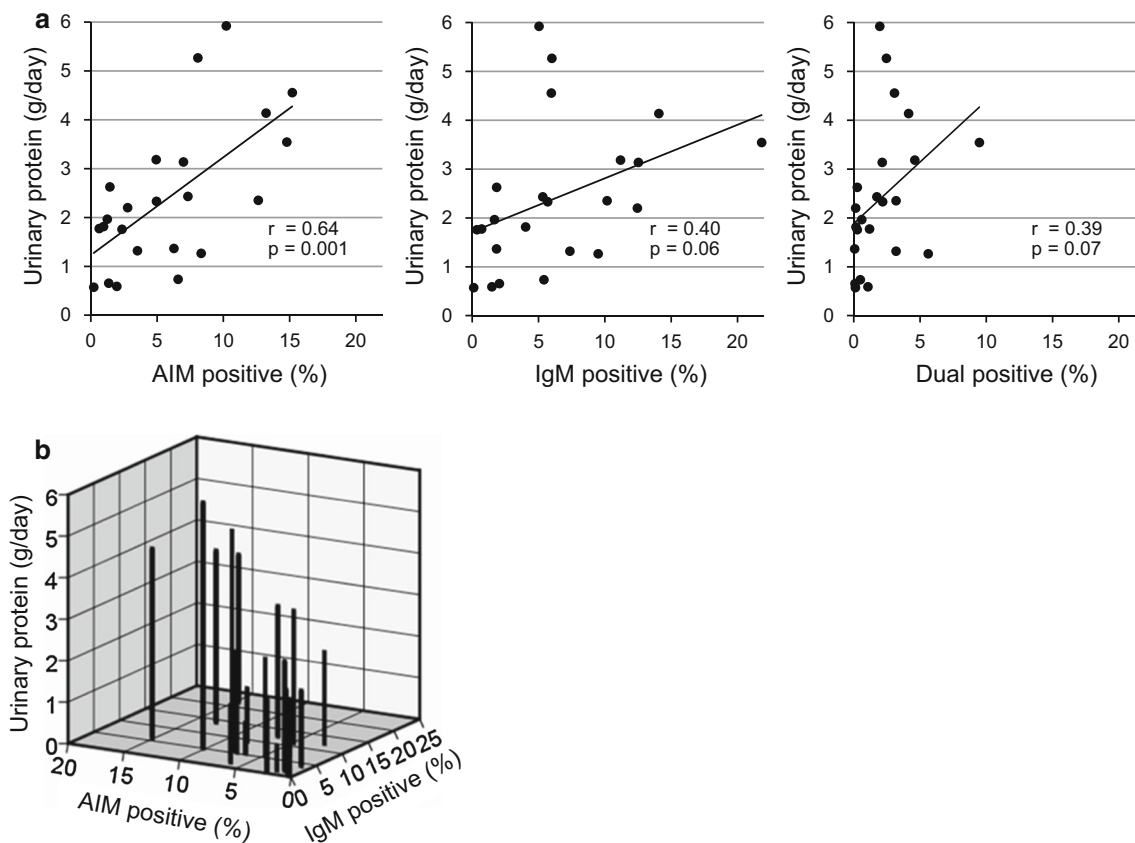 a
Urinary protein (g/day)
6
5
4
3
2
1
0
r = 0.64
p = 0.001
0 5 10 15 20
AIM positive (%)
Urinary protein (g/day)
6
5
4
3
2
1
0
r = 0.40
p = 0.06
0 5 10 15 20
IgM positive (%)
Urinary protein (g/day)
6
5
4
3
2
1
0
r = 0.39
p = 0.07
0 5 10 15 20
Dual positive (%)
b
Urinary protein (g/day)
6
5
4
3
2
1
0
20 15 10 5 0
AIM positive (%)
0 5 10 15 20 25
IgM positive (%)